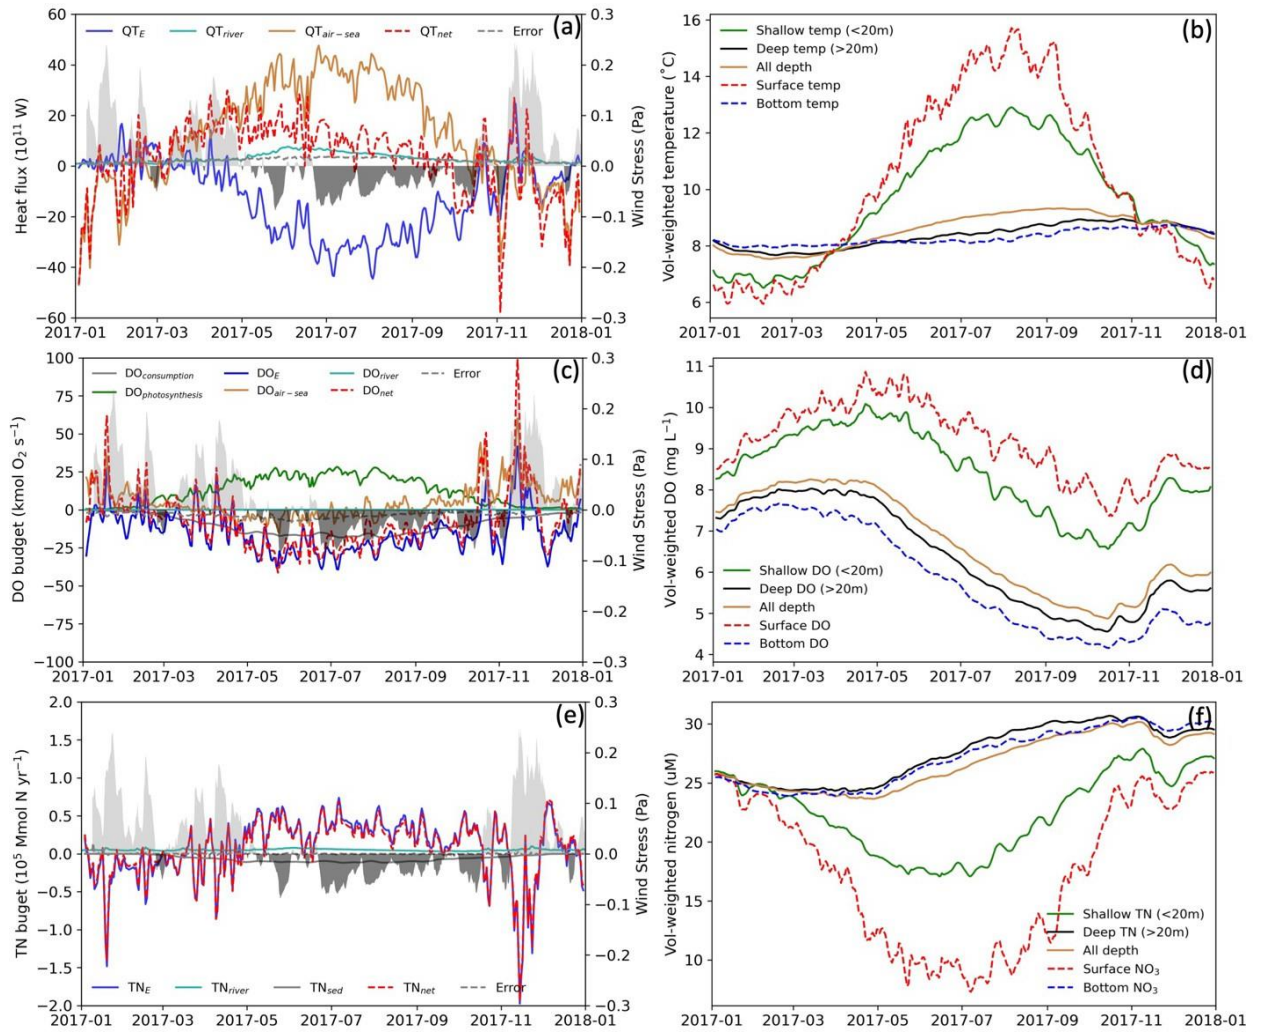 (a)
QT_E QT_river QT_air−sea QT_net Error
Heat flux (10^11 W)
60
40
20
0
−20
−40
−60
0.3
0.2
0.1
0.0
−0.1
−0.2
−0.3
Wind Stress (Pa)
2017-01 2017-03 2017-05 2017-07 2017-09 2017-11 2018-01
(b)
Shallow temp (<20m)
Deep temp (>20m)
All depth
Surface temp
Bottom temp
Vol-weighted temperature (°C)
16
14
12
10
8
6
2017-01 2017-03 2017-05 2017-07 2017-09 2017-11 2018-01
(c)
DO_consumption DO_E DO_river Error
DO_photosynthesis DO_air−sea DO_net
DO budget (kmol O₂ s⁻¹)
100
75
50
25
0
−25
−50
−75
−100
0.3
0.2
0.1
0.0
−0.1
−0.2
−0.3
Wind Stress (Pa)
2017-01 2017-03 2017-05 2017-07 2017-09 2017-11 2018-01
(d)
Vol-weighted DO (mg L⁻¹)
11
10
9
8
7
6
5
4
Shallow DO (<20m)
Deep DO (>20m)
All depth
Surface DO
Bottom DO
2017-01 2017-03 2017-05 2017-07 2017-09 2017-11 2018-01
(e)
TN buget (10⁵ Mmol N yr⁻¹)
2.0
1.5
1.0
0.5
0.0
−0.5
−1.0
−1.5
−2.0
0.3
0.2
0.1
0.0
−0.1
−0.2
−0.3
Wind Stress (Pa)
TN_E TN_river TN_sed TN_net Error
2017-01 2017-03 2017-05 2017-07 2017-09 2017-11 2018-01
(f)
Vol-weighted nitrogen (uM)
30
25
20
15
10
Shallow TN (<20m)
Deep TN (>20m)
All depth
Surface NO₃
Bottom NO₃
2017-01 2017-03 2017-05 2017-07 2017-09 2017-11 2018-01